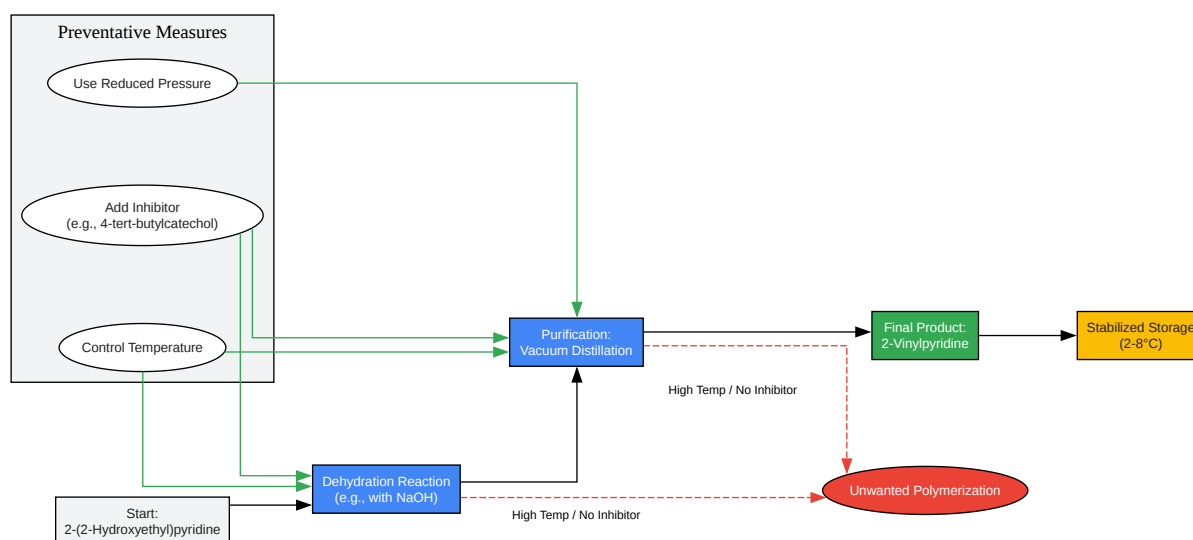 Preventative Measures
Use Reduced Pressure
Add Inhibitor
(e.g., 4-tert-butylcatechol)
Control Temperature
Purification:
Vacuum Distillation
Final Product:
2-Vinylpyridine
Stabilized Storage
(2-8°C)
High Temp / No Inhibitor
Dehydration Reaction
(e.g., with NaOH)
Unwanted Polymerization
High Temp / No Inhibitor
Start:
2-(2-Hydroxyethyl)pyridine